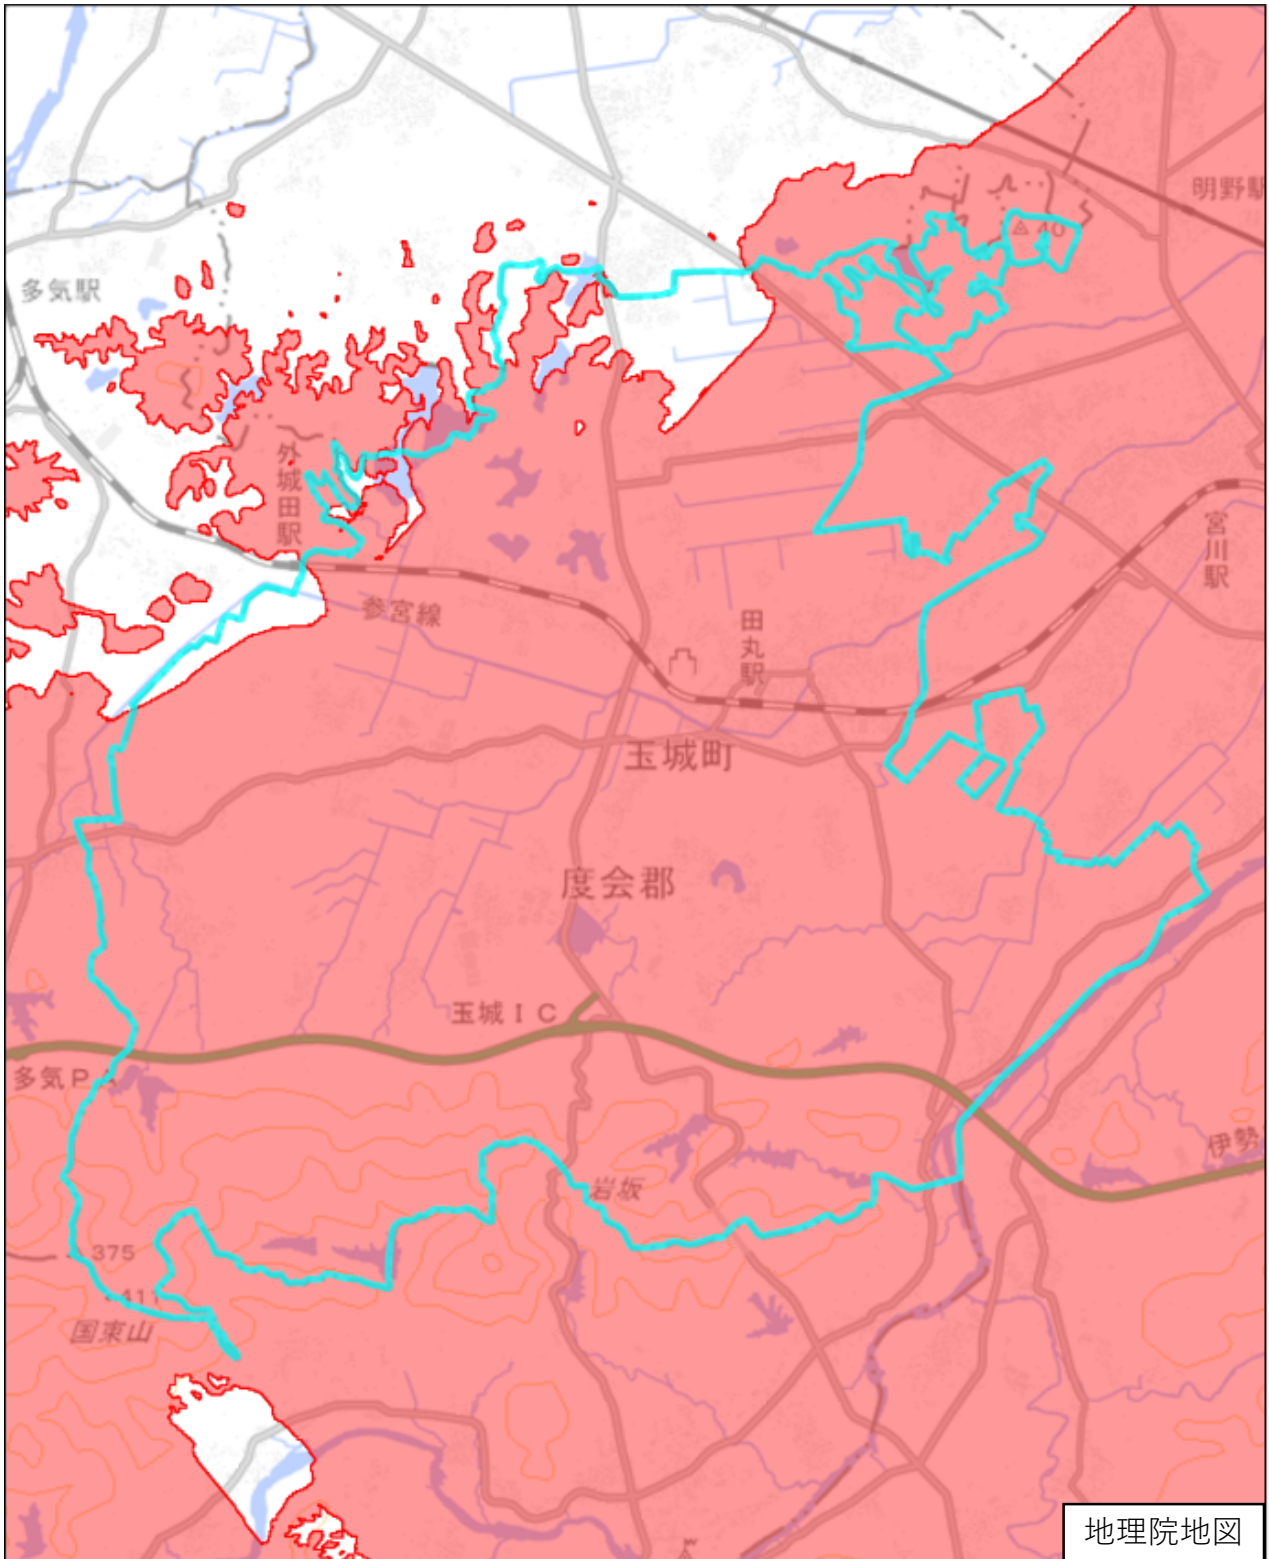 明野駅
40
多気駅
外城田駅
宮川駅
参宮線
田丸駅
玉城町
度会郡
玉城IC
多気PA
伊勢
岩坂
375
411
国束山
地理院地図